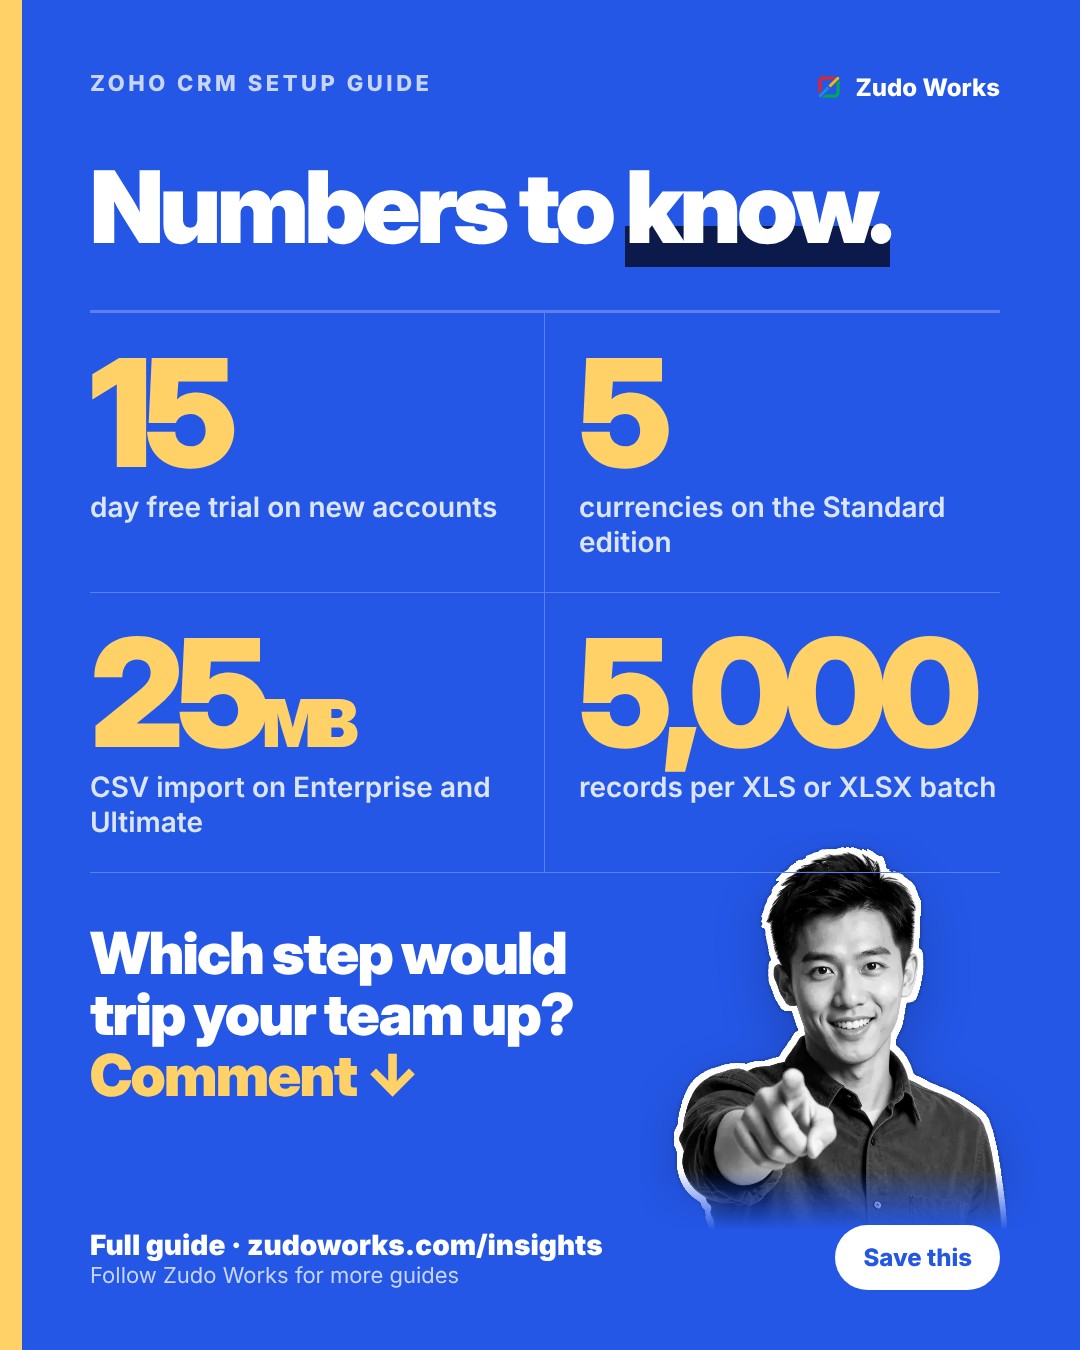 ZOHO CRM SETUP GUIDE
Zudo Works
Numbers to know.
15
day free trial on new accounts
5
currencies on the Standard
edition
25MB
CSV import on Enterprise and
Ultimate
5,000
records per XLS or XLSX batch
Which step would
trip your team up?
Comment ↓
Full guide · zudoworks.com/insights
Follow Zudo Works for more guides
Save this